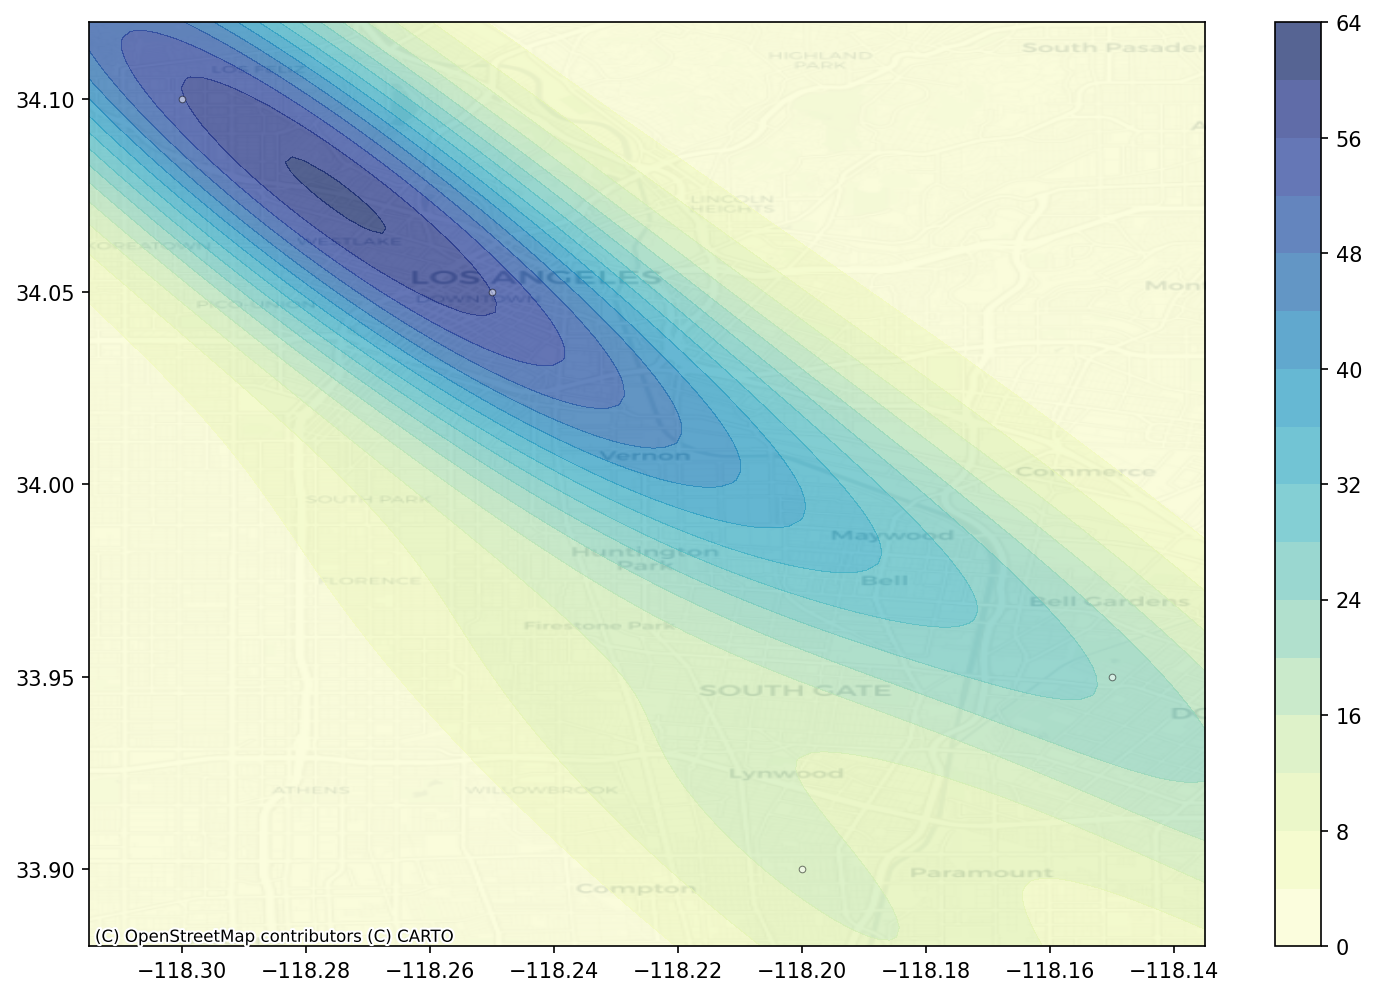 HIGHLAND
PARK
South Pasaden
LOS FELIZ
LINCOLN
HEIGHTS
KOREATOWN
WESTLAKE
LOS ANGELES
DOWNTOWN
PICO-UNION
Mont
Vernon
Commerce
SOUTH PARK
Maywood
Huntington
Park
Bell
FLORENCE
Bell Gardens
Firestone Park
SOUTH GATE
DO
Lynwood
ATHENS
WILLOWBROOK
Compton
Paramount
(C) OpenStreetMap contributors (C) CARTO
34.10
34.05
34.00
33.95
33.90
−118.30 −118.28 −118.26 −118.24 −118.22 −118.20 −118.18 −118.16 −118.14
64
56
48
40
32
24
16
8
0